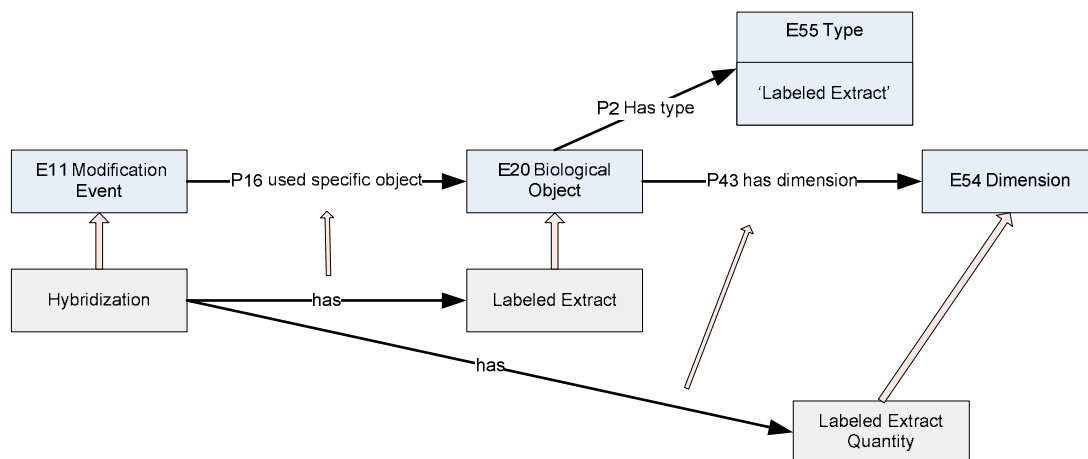 E55 Type
‘Labeled Extract’
P2 Has type
E11 Modification
Event
P16 used specific object
E20 Biological
Object
P43 has dimension
E54 Dimension
Hybridization
has
Labeled Extract
has
Labeled Extract
Quantity